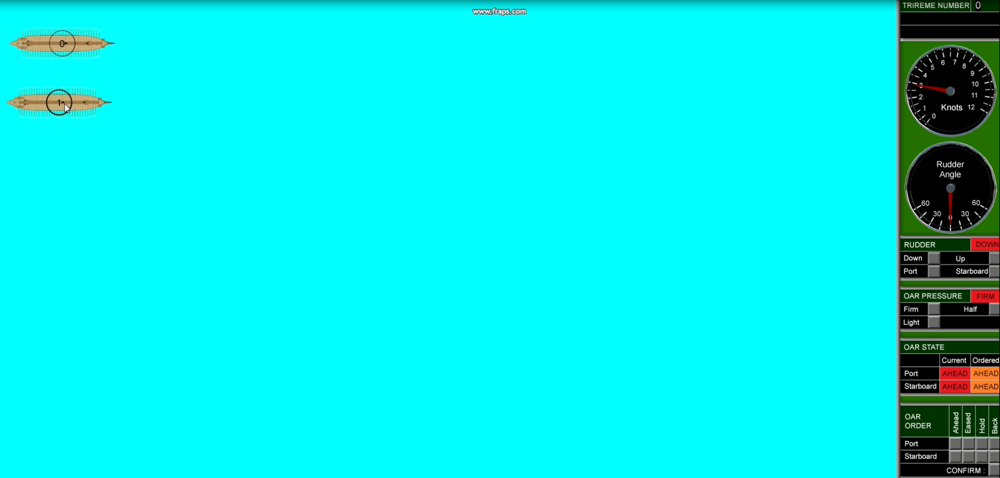 www.fraps.com
0
1
TRIREME NUMBER 0
0 1 2 3 4 5 6 7 8 9 10 11 12
Knots
Rudder
Angle
60 30 0 30 60
RUDDER DOWN
Down Up
Port Starboard
OAR PRESSURE FIRM
Firm Half
Light
OAR STATE
Current Ordered
Port AHEAD AHEAD
Starboard AHEAD AHEAD
OAR
ORDER
Ahead Eased Hold Back
Port
Starboard
CONFIRM :